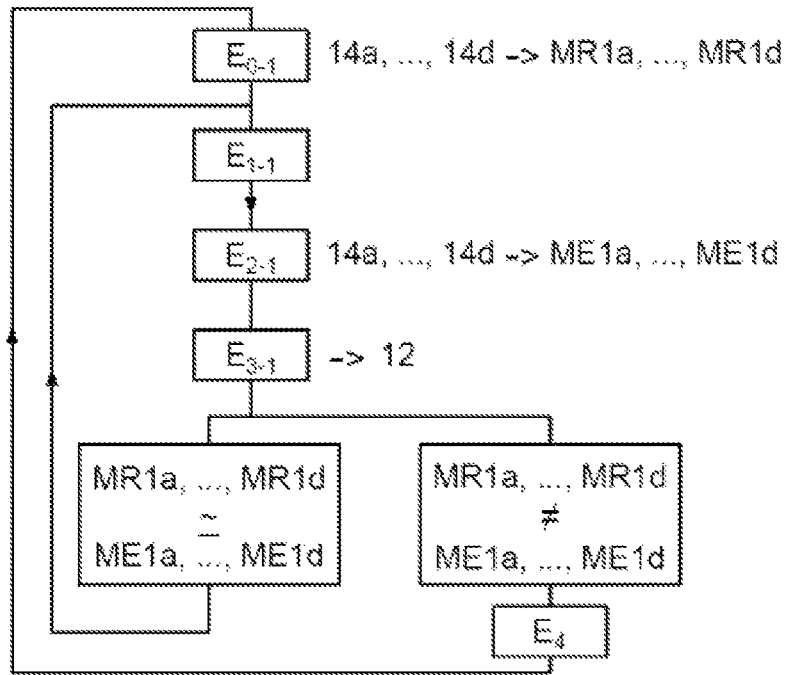 E₀₋₁ 14a, ..., 14d -> MR1a, ..., MR1d
E₁₋₁
E₂₋₁ 14a, ..., 14d -> ME1a, ..., ME1d
E₃₋₁ -> 12
MR1a, ..., MR1d
≃
ME1a, ..., ME1d
MR1a, ..., MR1d
≄
ME1a, ..., ME1d
E₄